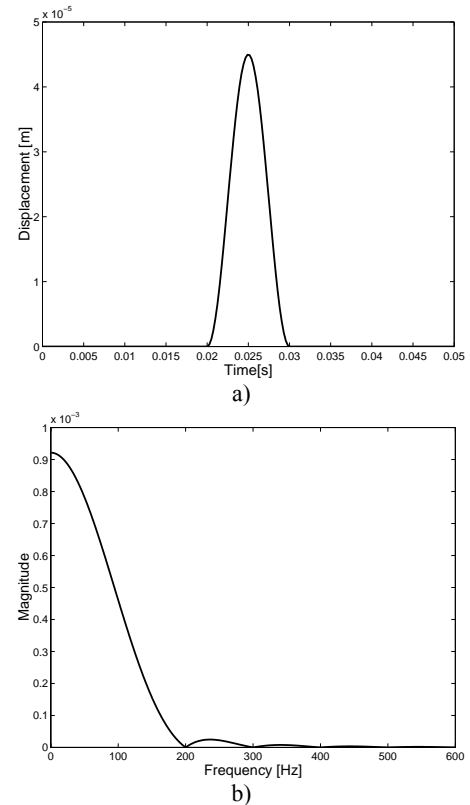 x 10⁻⁵
5
4
3
2
1
0
Displacement [m]
0 0.005 0.01 0.015 0.02 0.025 0.03 0.035 0.04 0.045 0.05
Time[s]
a)
x 10⁻³
1
0.9
0.8
0.7
0.6
0.5
0.4
0.3
0.2
0.1
0
Magnitude
0 100 200 300 400 500 600
Frequency [Hz]
b)